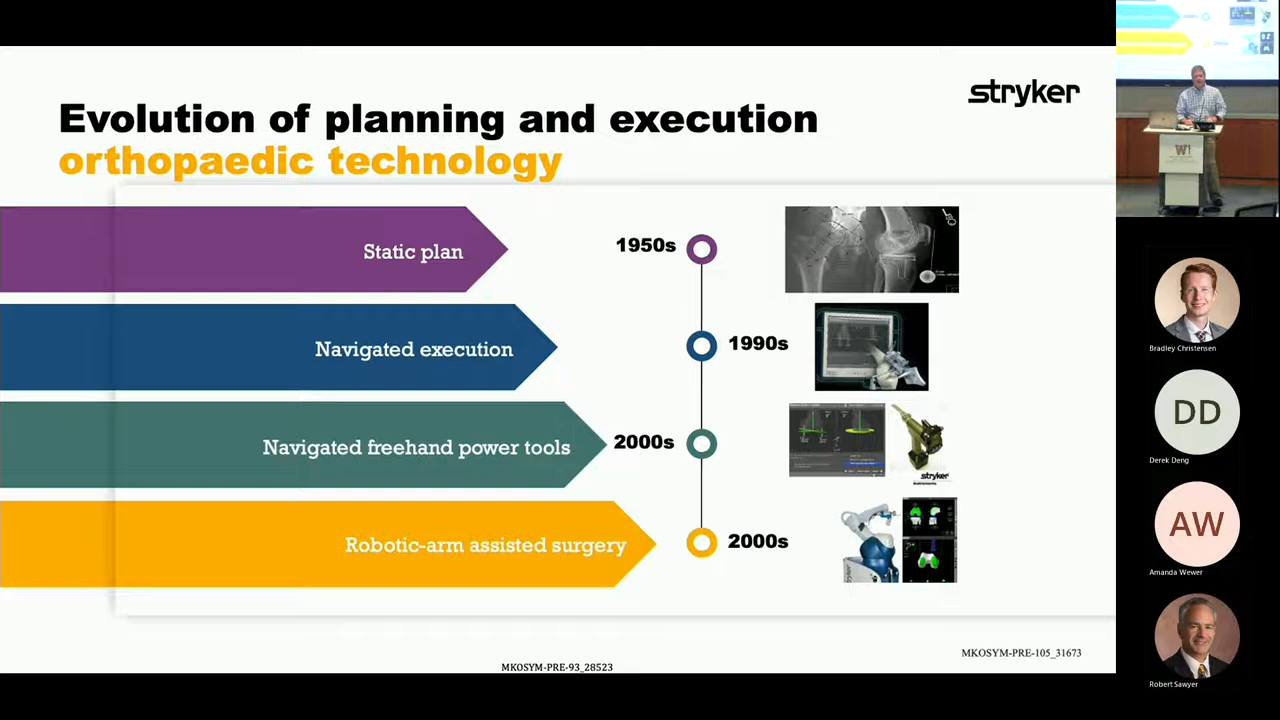 stryker
Evolution of planning and execution
orthopaedic technology
Static plan
1950s
Navigated execution
1990s
Navigated freehand power tools
2000s
stryker
Robotic-arm assisted surgery
2000s
MKOSYM-PRE-105_31673
MKOSYM-PRE-93_28523
W
Bradley Christensen
DD
Derek Deng
AW
Amanda Wewer
Robert Sawyer